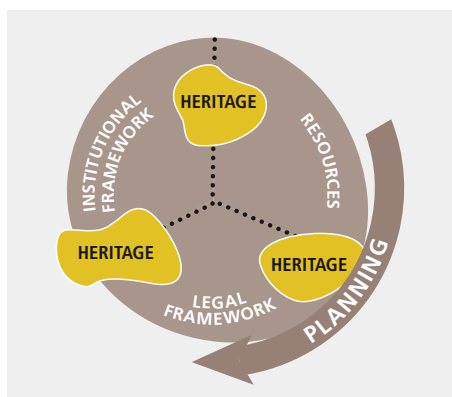 HERITAGE
INSTITUTIONAL
FRAMEWORK
RESOURCES
HERITAGE
HERITAGE
LEGAL
FRAMEWORK
PLANNING